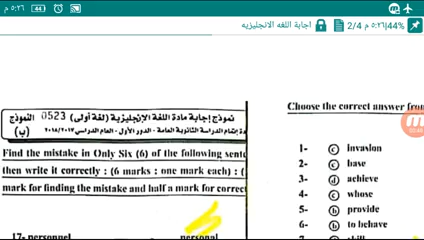 ٥:٢٦ م
44
44% ٥:٢٦ م
2/4 اجابة اللغه الانجليزيه
نموذج إجابة مادة اللغة الإنجليزية (لغة أولى) 0523 النموذج
إتمام الدراسة الثانوية العامة - الدور الأول - العام الدراسي ٢٠١٨/٢٠١٧ (ب)
Find the mistake in Only Six (6) of the following
then write it correctly : (6 marks : one mark each) : (
mark for finding the mistake and half a mark for correct
17- personnel personal
Choose the correct answer
1- c invasion
2- c base
3- d achieve
4- c whose
5- b provide
6- b to behave